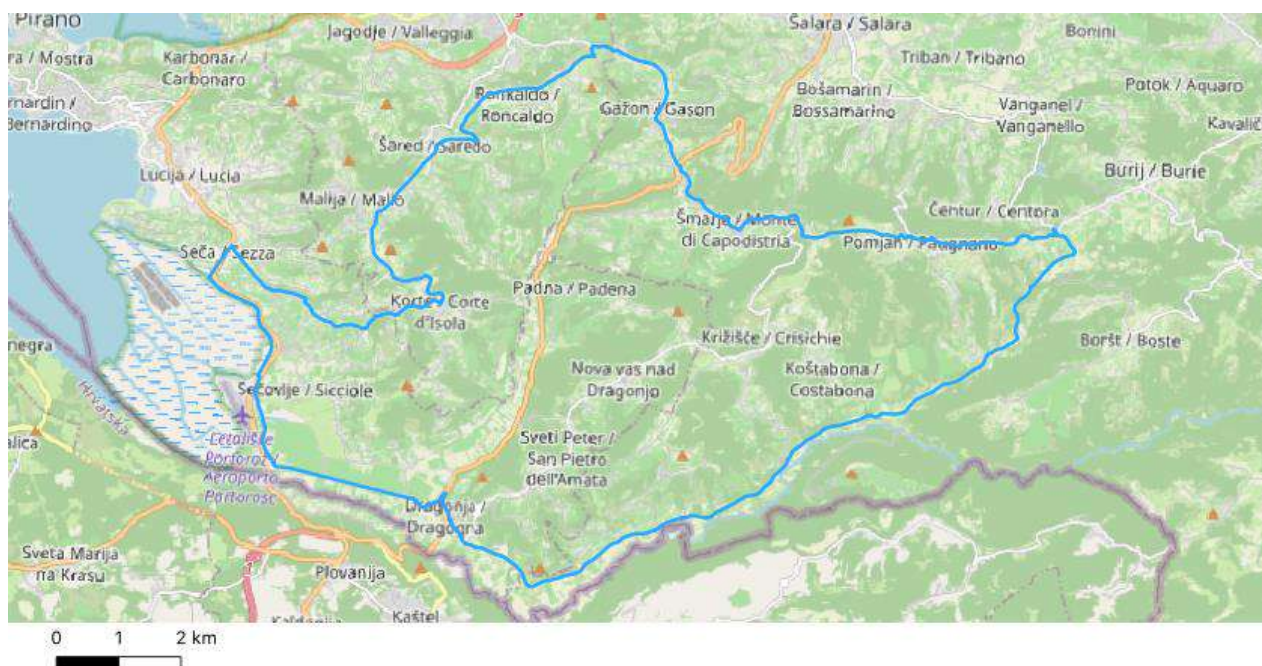 Pirano
Jagodje / Valleggia
Šalara / Salara
Bonini
ra / Mostra
Karbonar /
Carbonaro
Triban / Tribano
Potok / Aquaro
rnardin /
Bernardino
Ronkaldo /
Roncaldo
Gažon / Gason
Bošamarin /
Bossamarino
Vanganel /
Vanganello
Kavalič
Šared / Saredo
Lucija / Lucia
Burij / Burie
Malija / Malio
Čentur / Centora
Šmarje / Monte
di Capodistria
Pomjan / Paugnano
Seča / Sezza
Padna / Padena
Korte / Corte
d'Isola
Križišče / Crisichie
Boršt / Boste
negra
Nova vas nad
Dragonjo
Koštabona /
Costabona
Sečovlje / Sicciole
Hrvatska
alica
Letališče
Portorož /
Aeroporto
Portorose
Sveti Peter /
San Pietro
dell'Amata
Dragonja /
Dragogna
Sveta Marija
na Krasu
Plovanija
Kaštel
0 1 2 km